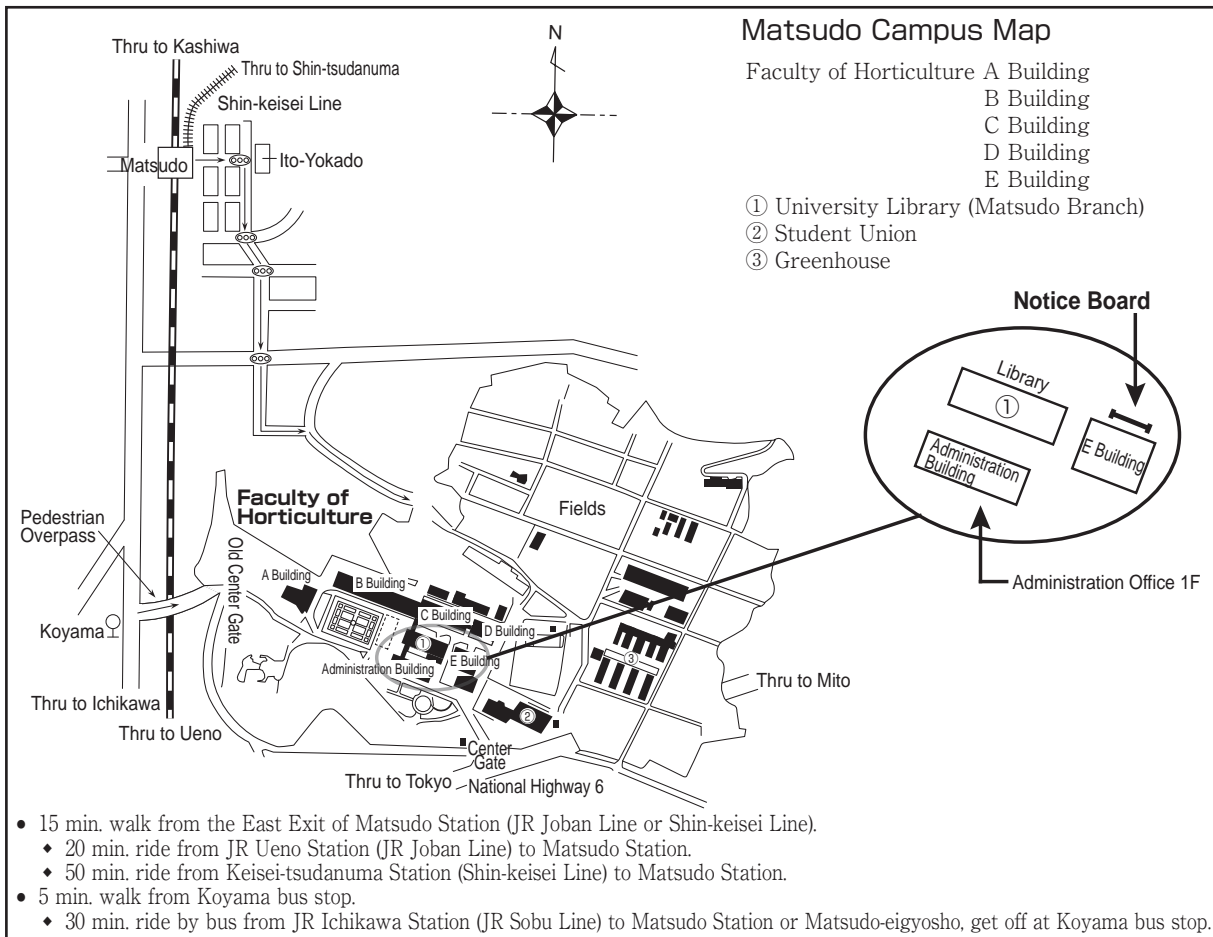 Matsudo Campus Map
Faculty of Horticulture A Building
B Building
C Building
D Building
E Building
① University Library (Matsudo Branch)
② Student Union
③ Greenhouse
Thru to Kashiwa
Thru to Shin-tsudanuma
Shin-keisei Line
Matsudo
Ito-Yokado
N
Notice Board
Library
①
E Building
Administration
Building
Administration Office 1F
Faculty of
Horticulture
Fields
Pedestrian
Overpass
Old Center Gate
A Building
B Building
C Building
D Building
①
E Building
Administration Building
Koyama
③
②
Thru to Mito
Thru to Ichikawa
Thru to Ueno
Center
Gate
Thru to Tokyo
National Highway 6
• 15 min. walk from the East Exit of Matsudo Station (JR Joban Line or Shin-keisei Line).
◆ 20 min. ride from JR Ueno Station (JR Joban Line) to Matsudo Station.
◆ 50 min. ride from Keisei-tsudanuma Station (Shin-keisei Line) to Matsudo Station.
• 5 min. walk from Koyama bus stop.
◆ 30 min. ride by bus from JR Ichikawa Station (JR Sobu Line) to Matsudo Station or Matsudo-eigyosho, get off at Koyama bus stop.